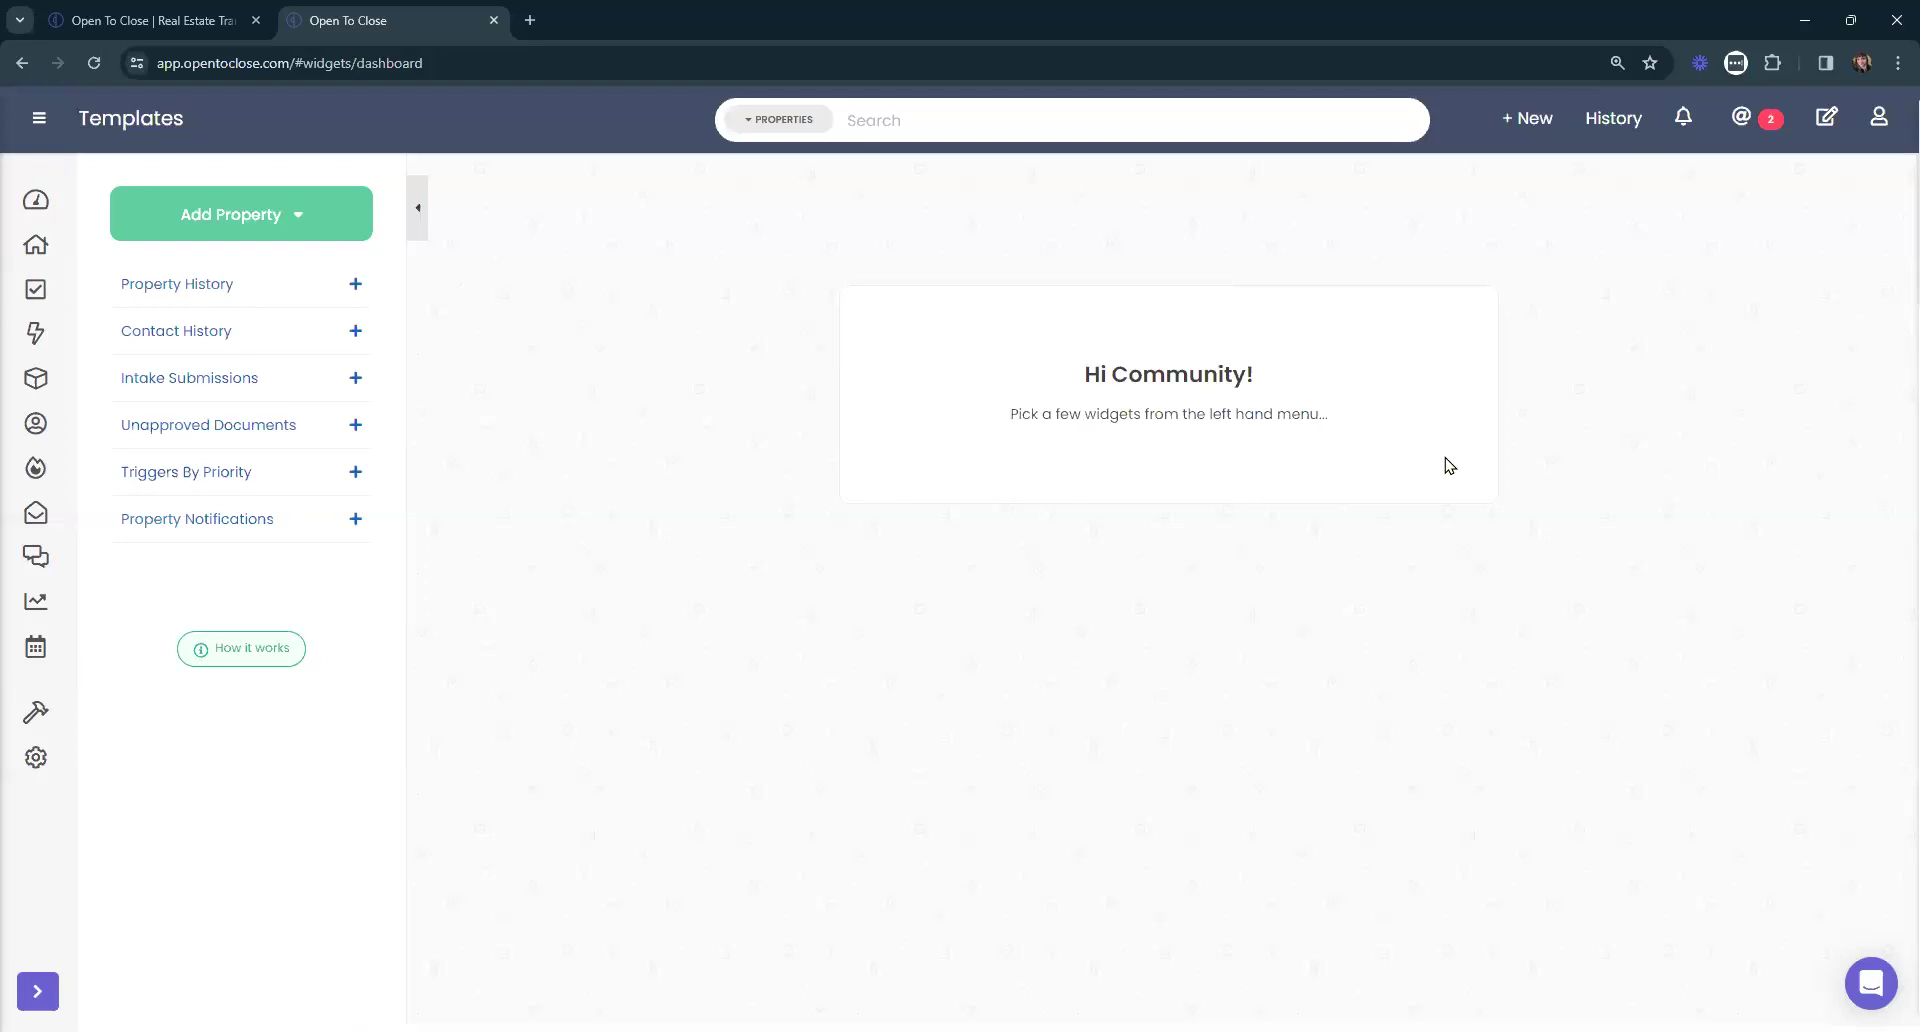 Open To Close | Real Estate Tra
Open To Close
app.opentoclose.com/#widgets/dashboard
Templates
PROPERTIES
Search
+ New
History
@
2
Add Property
Property History
+
Contact History
+
Intake Submissions
+
Unapproved Documents
+
Triggers By Priority
+
Property Notifications
+
How it works
Hi Community!
Pick a few widgets from the left hand menu...